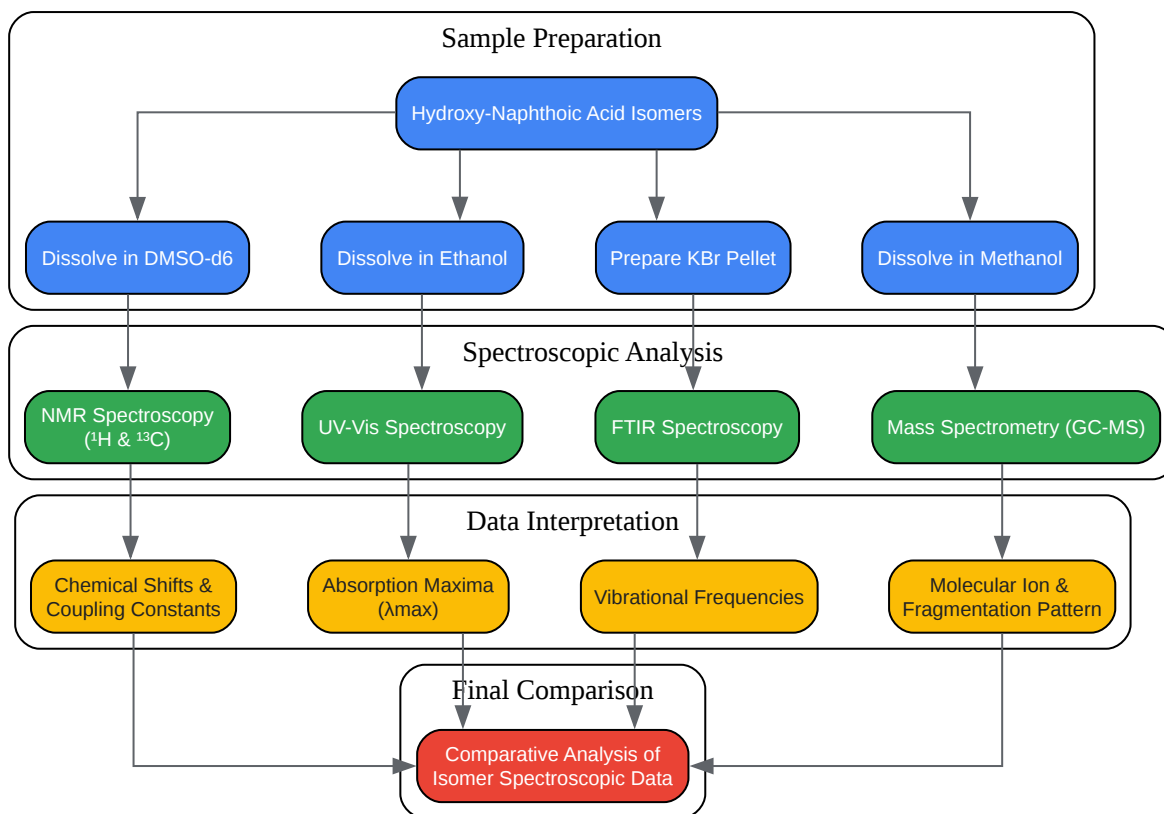 Sample Preparation
Hydroxy-Naphthoic Acid Isomers
Dissolve in DMSO-d6
Dissolve in Ethanol
Prepare KBr Pellet
Dissolve in Methanol
Spectroscopic Analysis
NMR Spectroscopy
(¹H & ¹³C)
UV-Vis Spectroscopy
FTIR Spectroscopy
Mass Spectrometry (GC-MS)
Data Interpretation
Chemical Shifts &
Coupling Constants
Absorption Maxima
(λmax)
Vibrational Frequencies
Molecular Ion &
Fragmentation Pattern
Final Comparison
Comparative Analysis of
Isomer Spectroscopic Data